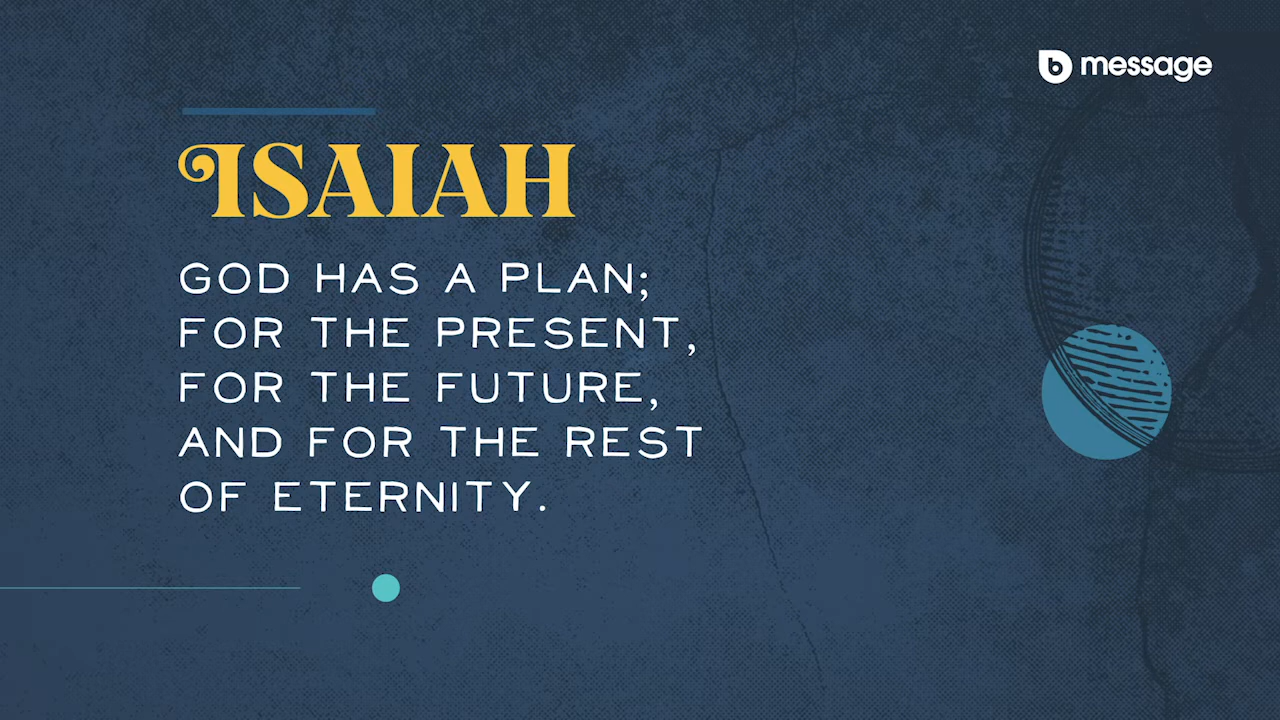 b message
ISAIAH
GOD HAS A PLAN;
FOR THE PRESENT,
FOR THE FUTURE,
AND FOR THE REST
OF ETERNITY.